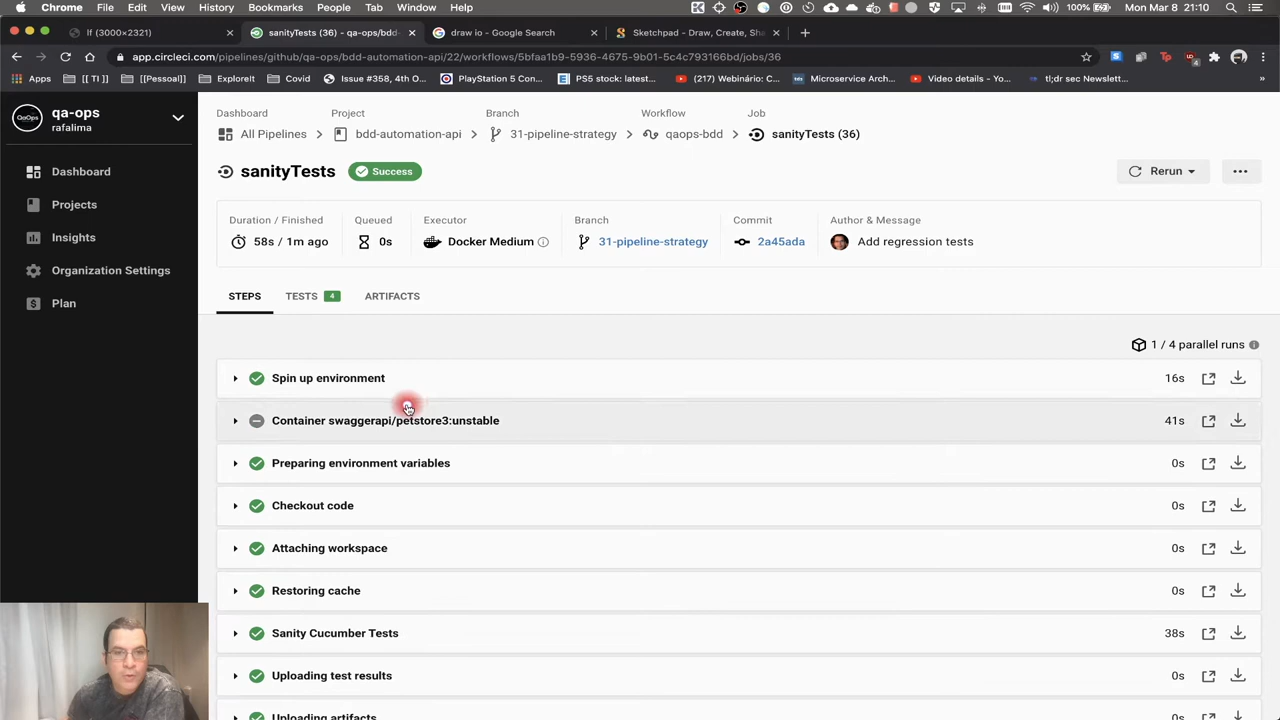 Chrome File Edit View History Bookmarks People Tab Window Help
100% Mon Mar 8 21:10
lf (3000×2321)
sanityTests (36) - qa-ops/bdd-
draw io - Google Search
Sketchpad - Draw, Create, Sha
app.circleci.com/pipelines/github/qa-ops/bdd-automation-api/22/workflows/5bfaa1b9-5936-4675-9b01-5c4c793166bd/jobs/36
Apps [[ TI ]] [[Pessoal]] ExploreIt Covid Issue #358, 4th O... PlayStation 5 Cons... PS5 stock: latest... (217) Webinário: C... Microservice Arch... Video details - Yo... tl;dr sec Newslett... »
qa-ops
rafalima
Dashboard
Projects
Insights
Organization Settings
Plan
Dashboard Project Branch Workflow Job
All Pipelines bdd-automation-api 31-pipeline-strategy qaops-bdd sanityTests (36)
sanityTests Success Rerun
Duration / Finished Queued Executor Branch Commit Author & Message
58s / 1m ago 0s Docker Medium 31-pipeline-strategy 2a45ada Add regression tests
STEPS TESTS 4 ARTIFACTS
1 / 4 parallel runs
Spin up environment 16s
Container swaggerapi/petstore3:unstable 41s
Preparing environment variables 0s
Checkout code 0s
Attaching workspace 0s
Restoring cache 0s
Sanity Cucumber Tests 38s
Uploading test results 0s
Uploading artifacts 0s